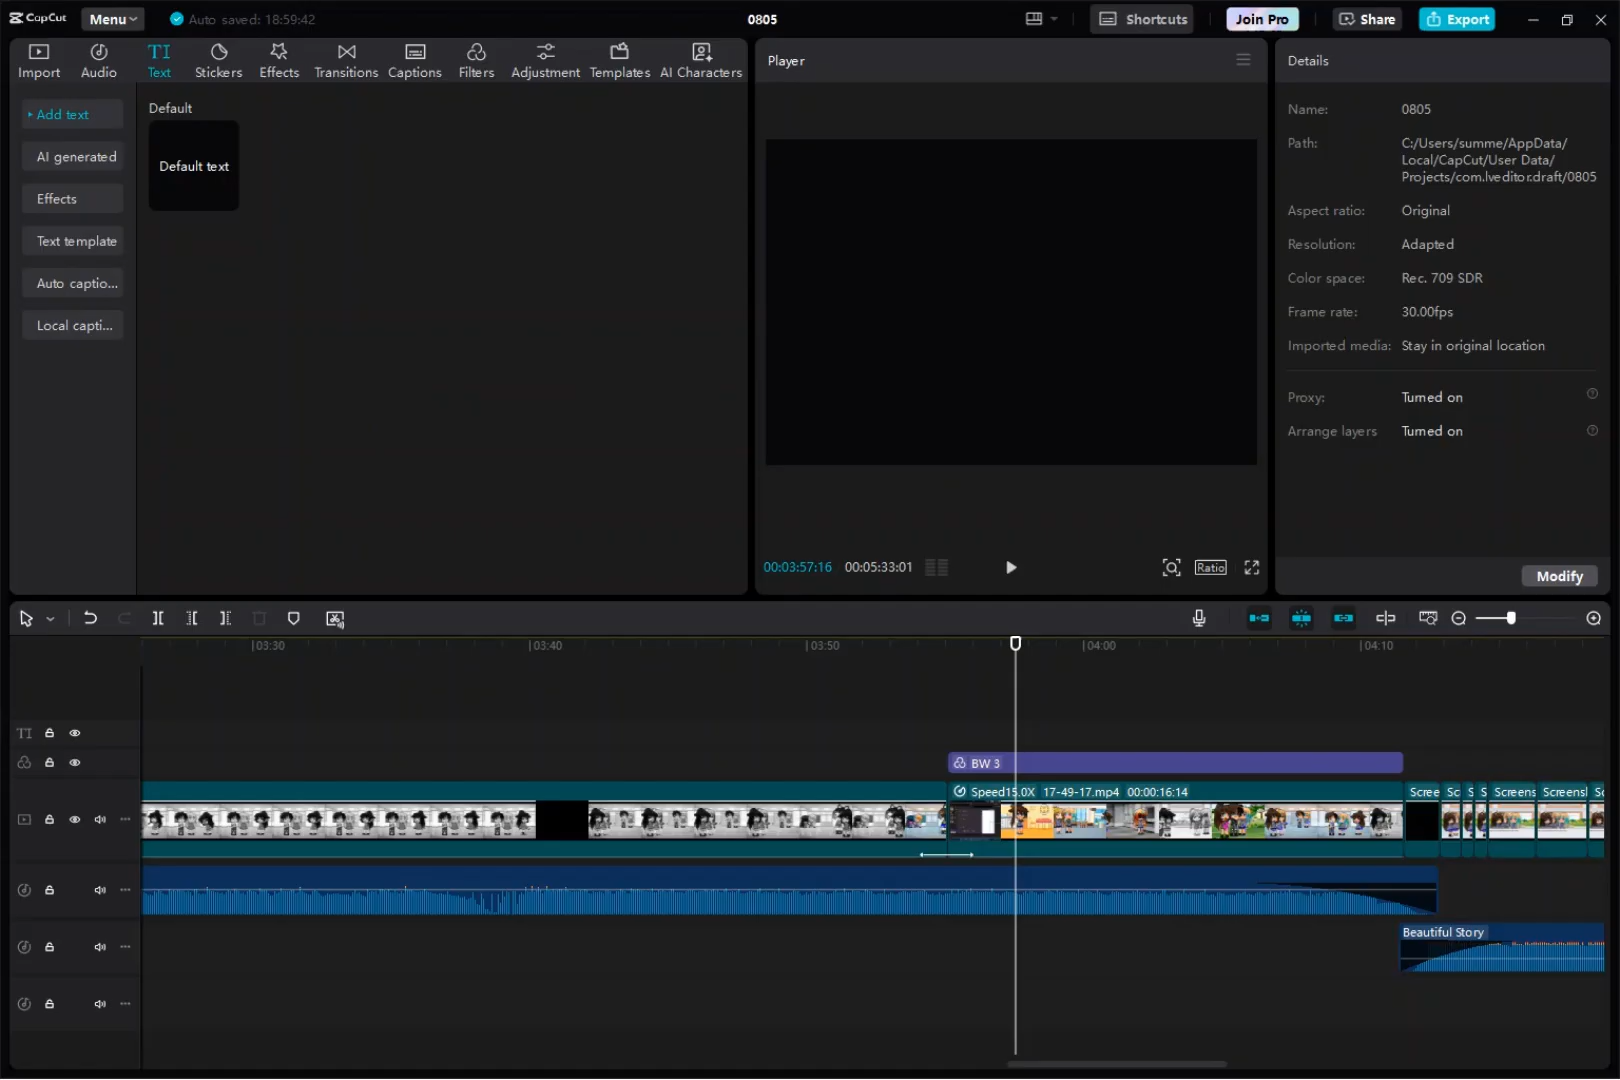 CapCut Menu Auto saved: 18:59:42 0805 Shortcuts Join Pro Share Export
Import Audio Text Stickers Effects Transitions Captions Filters Adjustment Templates AI Characters
Add text
AI generated
Effects
Text template
Auto captio...
Local capti...
Default
Default text
Player
00:03:57:16 00:05:33:01 Ratio
Details
Name: 0805
Path: C:/Users/summe/AppData/
Local/CapCut/User Data/
Projects/com.lveditor.draft/0805
Aspect ratio: Original
Resolution: Adapted
Color space: Rec. 709 SDR
Frame rate: 30.00fps
Imported media: Stay in original location
Proxy: Turned on
Arrange layers Turned on
Modify
03:30 03:40 03:50 04:00 04:10
TI
BW 3
Speed15.0X 17-49-17.mp4 00:00:16:14 Scree Sc S S Screens Screensl Sc
Beautiful Story